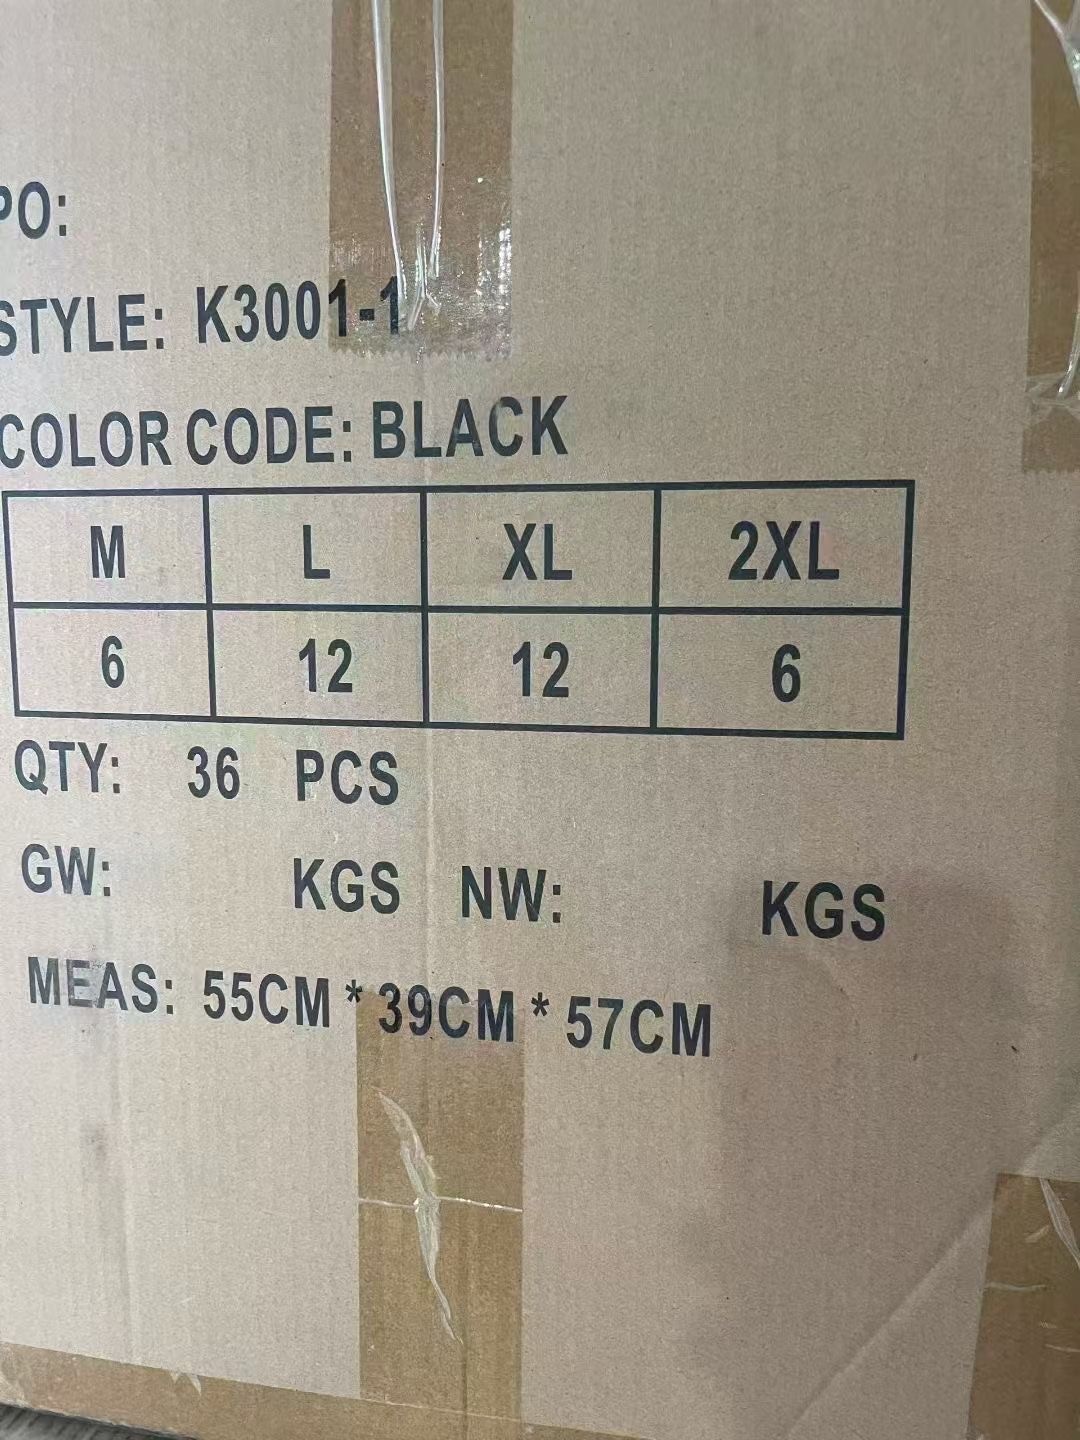 PO:
STYLE: K3001-1
COLOR CODE: BLACK
M L XL 2XL
6 12 12 6
QTY: 36 PCS
GW: KGS NW: KGS
MEAS: 55CM * 39CM * 57CM